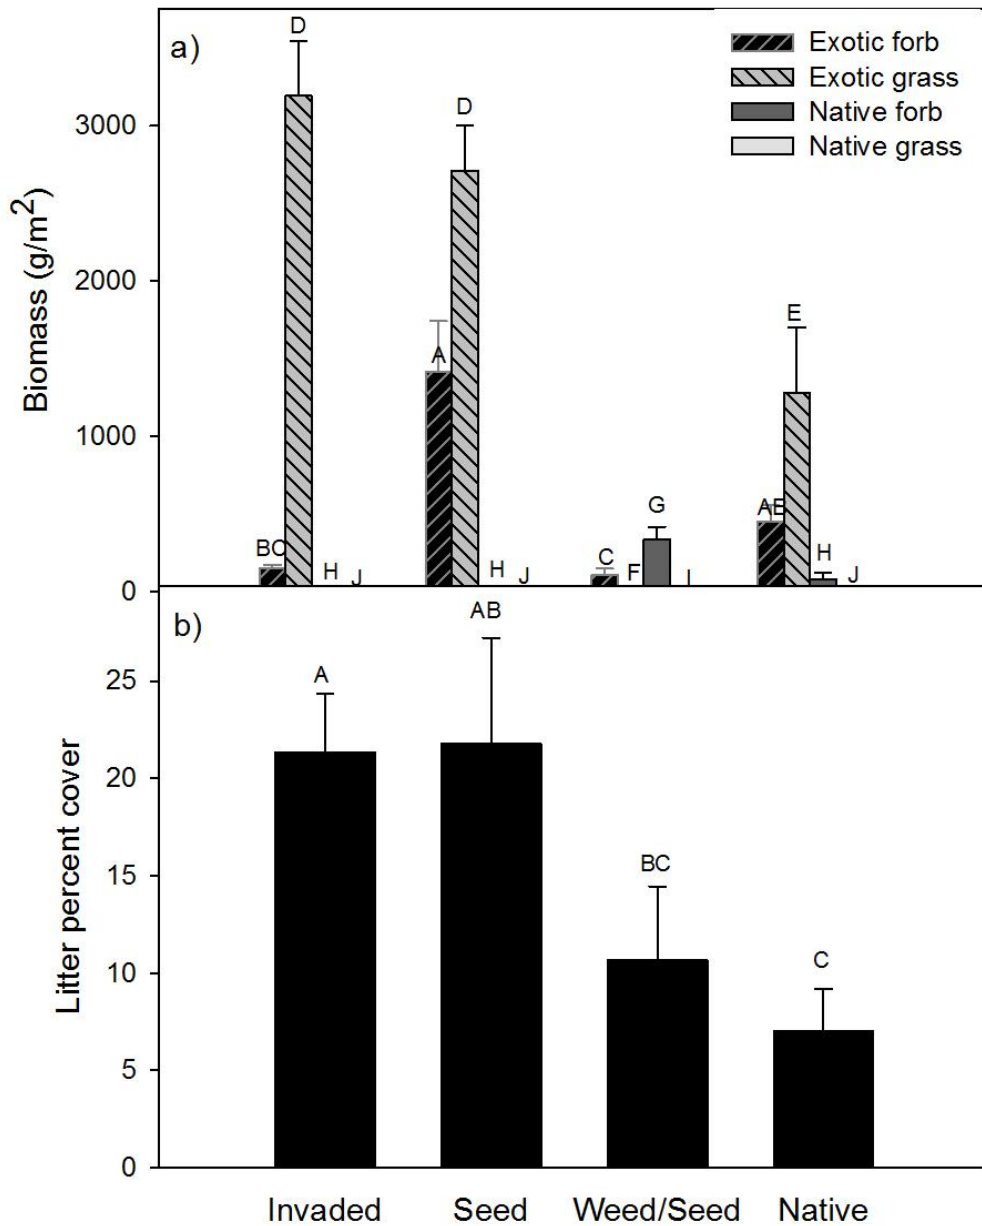 a)
Exotic forb
Exotic grass
Native forb
Native grass
Biomass (g/m²)
3000
2000
1000
0
D
D
A
E
BC
H
J
H
J
C
F
G
I
AE
H
J
b)
Litter percent cover
25
20
15
10
5
0
A
AB
BC
C
Invaded Seed Weed/Seed Native